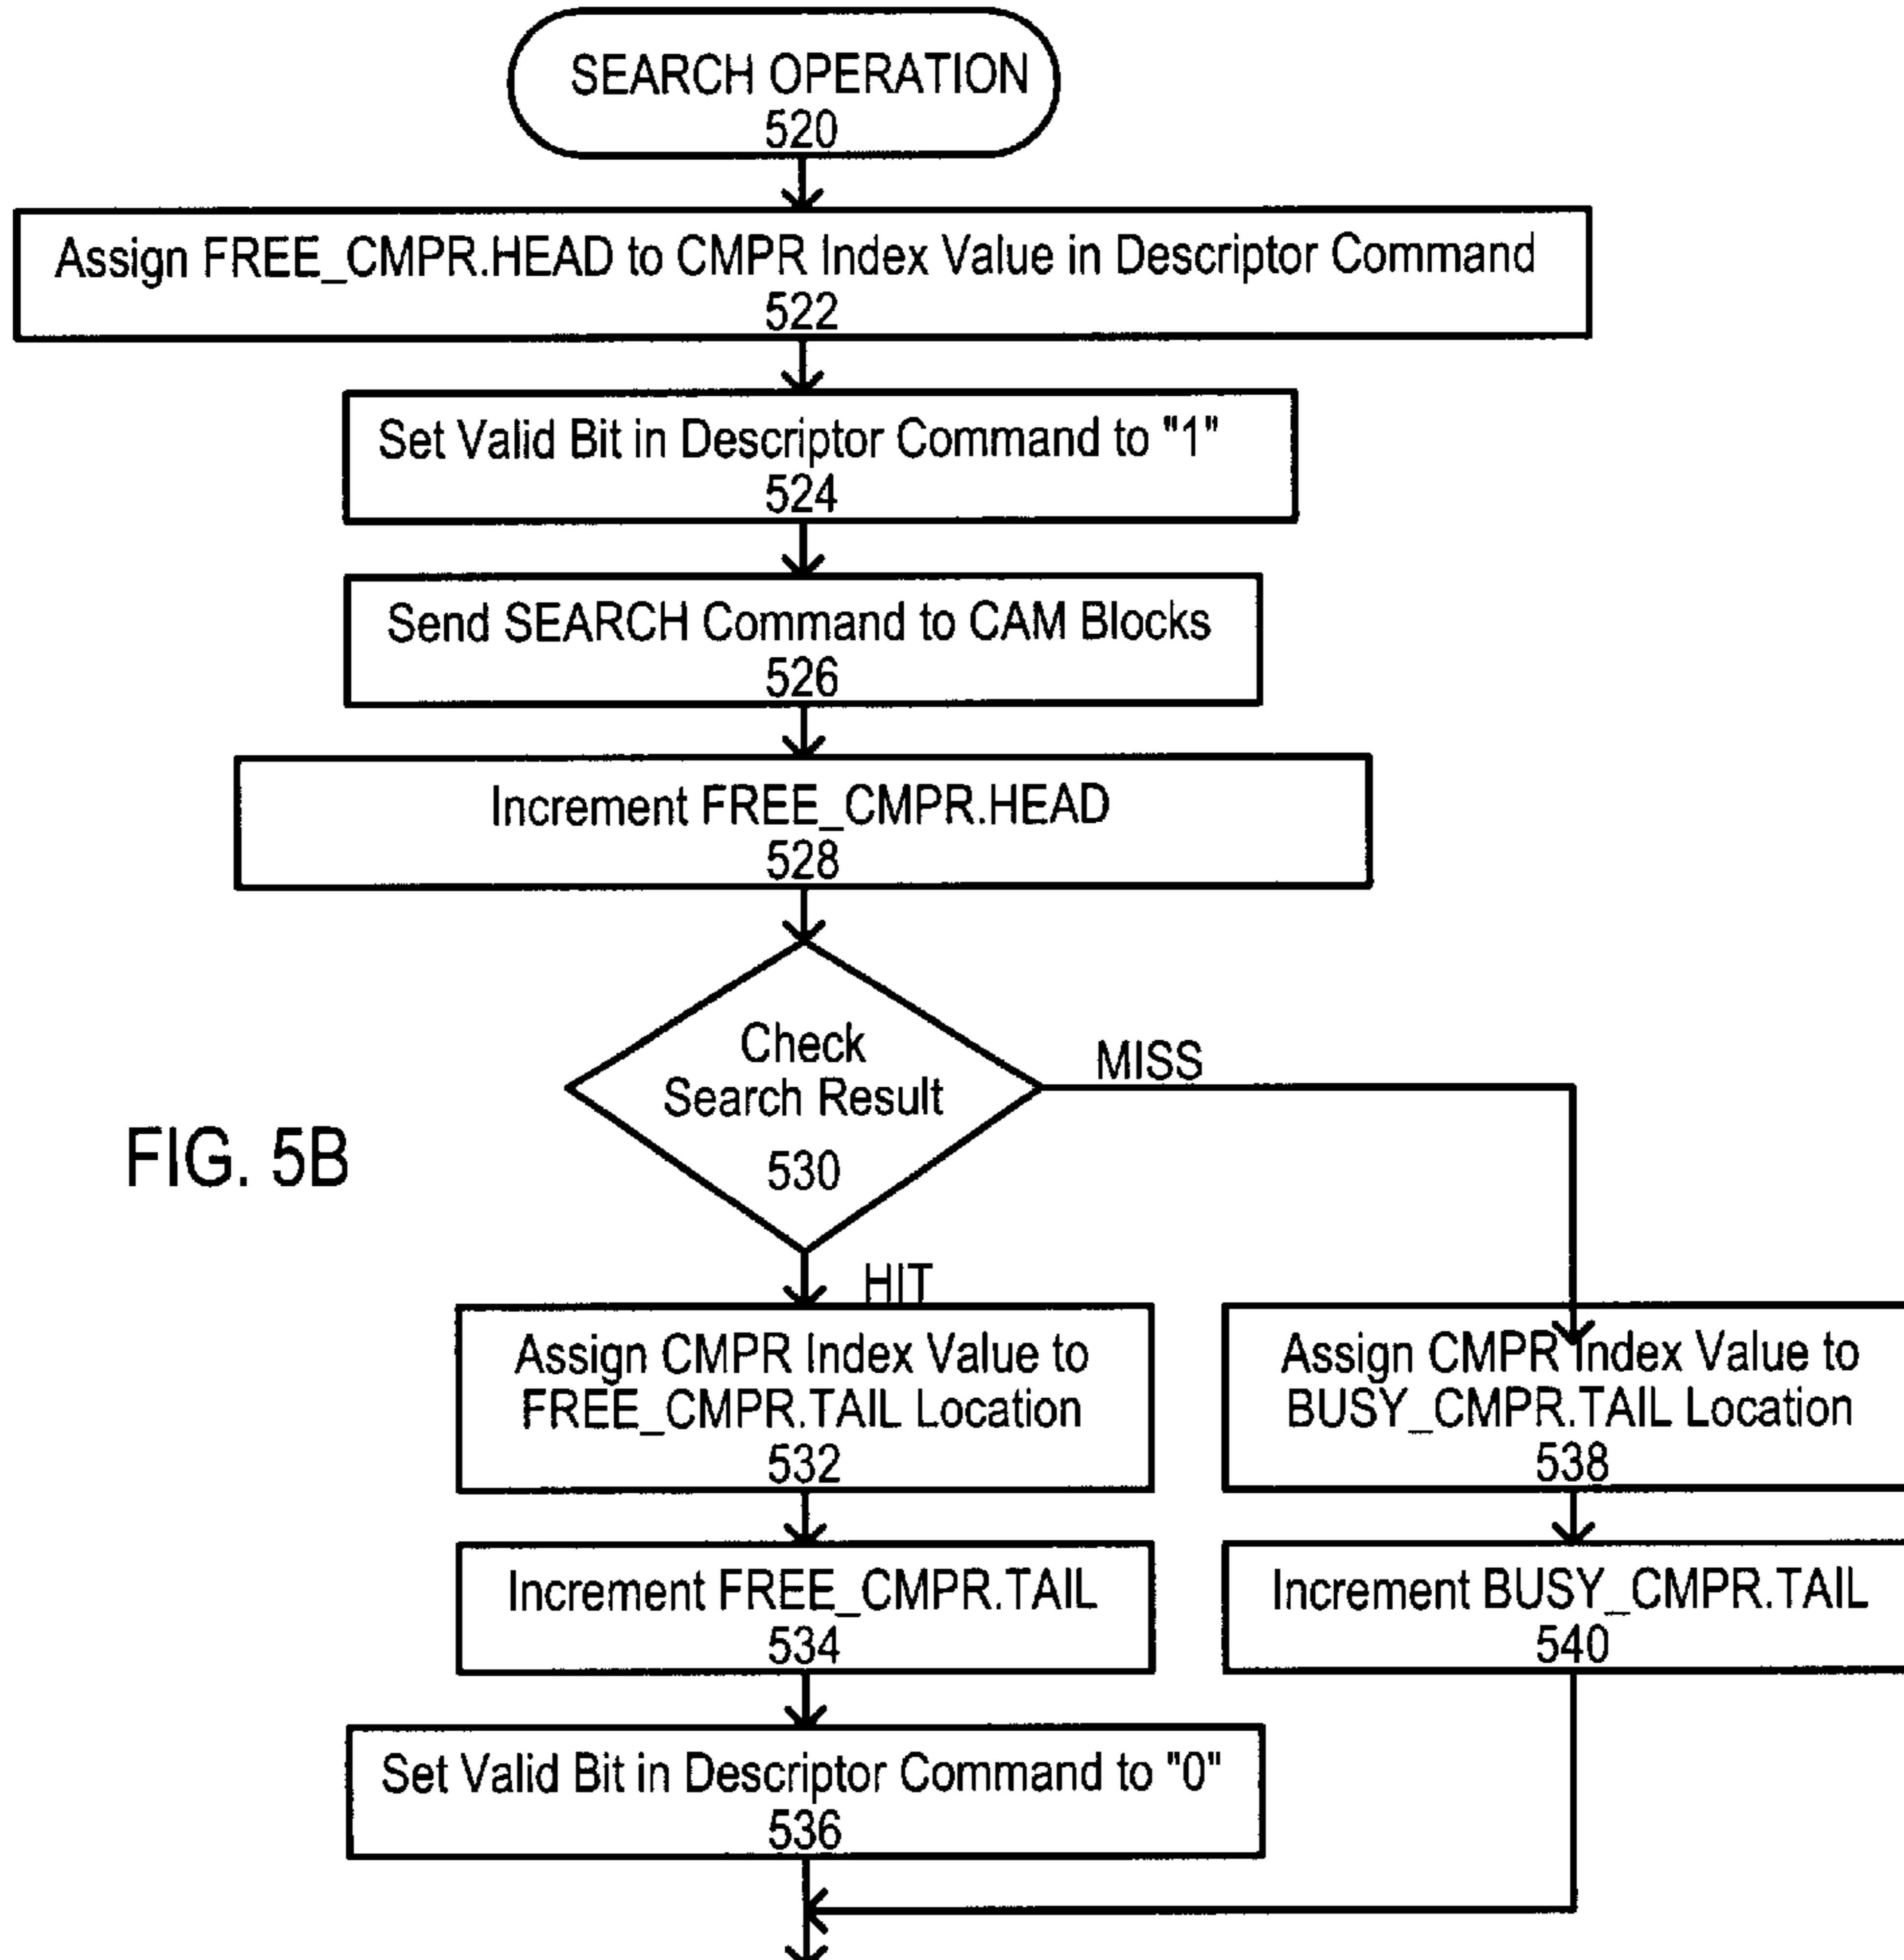 SEARCH OPERATION
520
Assign FREE_CMPR.HEAD to CMPR Index Value in Descriptor Command
522
Set Valid Bit in Descriptor Command to "1"
524
Send SEARCH Command to CAM Blocks
526
Increment FREE_CMPR.HEAD
528
Check
Search Result
530
MISS
FIG. 5B
HIT
Assign CMPR Index Value to
FREE_CMPR.TAIL Location
532
Assign CMPR Index Value to
BUSY_CMPR.TAIL Location
538
Increment FREE_CMPR.TAIL
534
Increment BUSY_CMPR.TAIL
540
Set Valid Bit in Descriptor Command to "0"
536